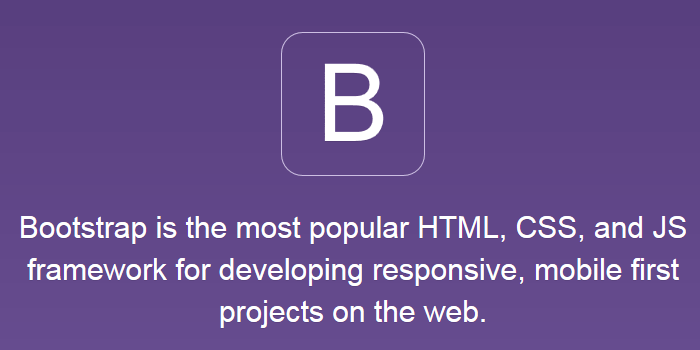 B
Bootstrap is the most popular HTML, CSS, and JS
framework for developing responsive, mobile first
projects on the web.